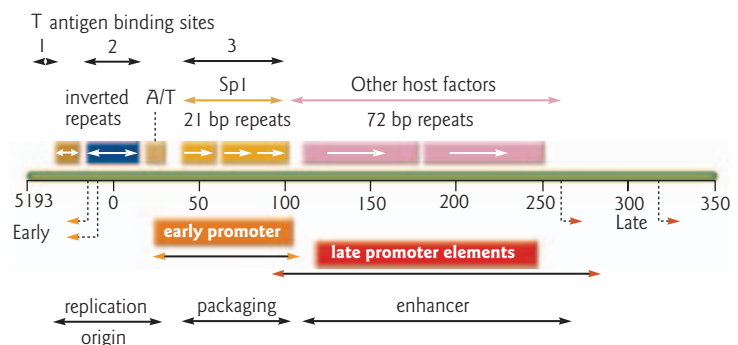 T antigen binding sites
1 2 3
Sp1 Other host factors
inverted repeats A/T 21 bp repeats 72 bp repeats
5193 0 50 100 150 200 250 300 350
Early Late
early promoter
late promoter elements
replication origin packaging enhancer